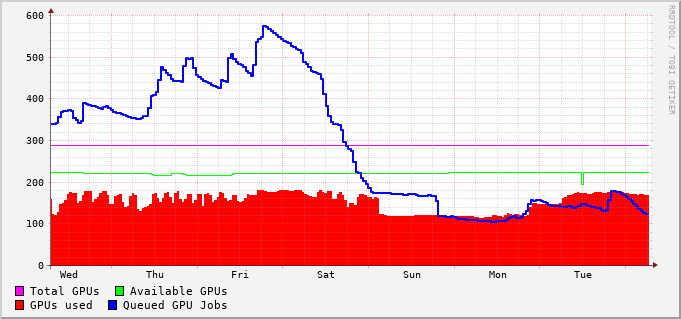 600
500
400
300
200
100
0
Wed Thu Fri Sat Sun Mon Tue
Total GPUs Available GPUs
GPUs used Queued GPU Jobs
RRDTOOL / TOBI OETIKER